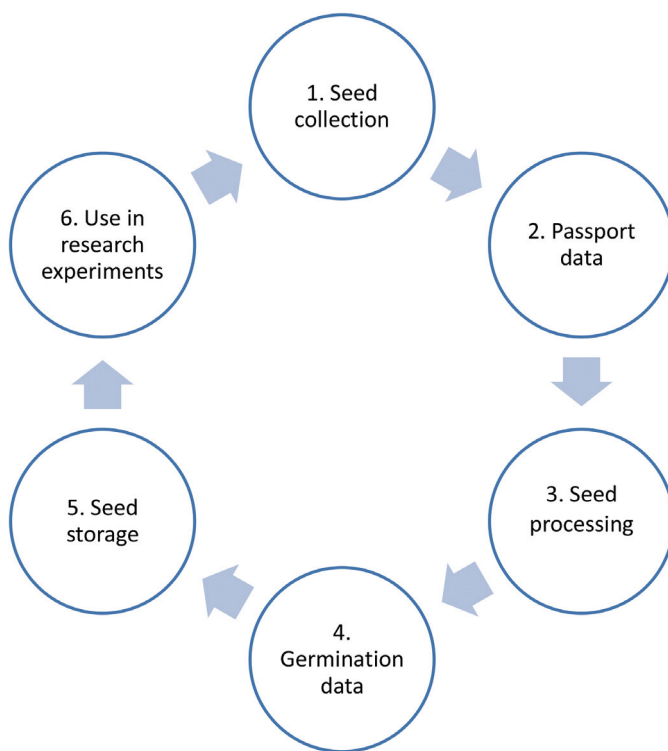 1. Seed
collection
2. Passport
data
3. Seed
processing
4.
Germination
data
5. Seed
storage
6. Use in
research
experiments